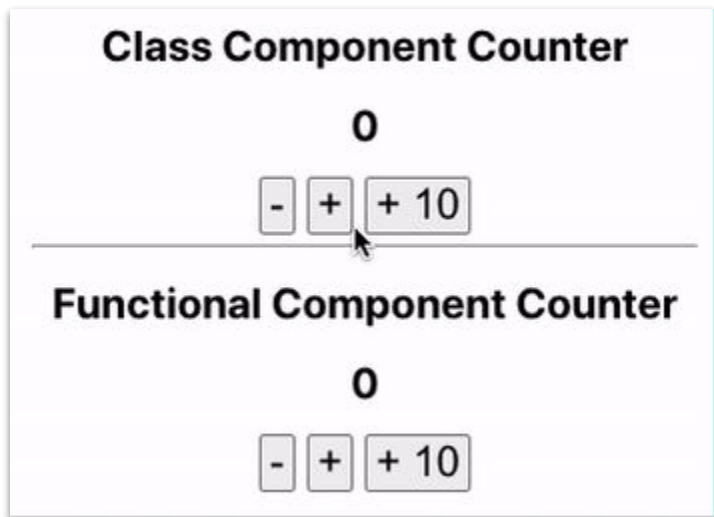 Class Component Counter
0
- + + 10
Functional Component Counter
0
- + + 10